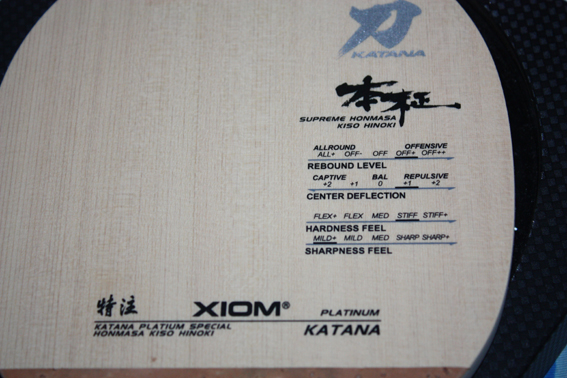 刀
KATANA
本柾
SUPREME HONMASA
KISO HINOKI
ALLROUND OFFENSIVE
ALL+ OFF- OFF OFF+ OFF++
REBOUND LEVEL
CAPTIVE BAL REPULSIVE
+2 +1 0 +1 +2
CENTER DEFLECTION
FLEX+ FLEX MED STIFF STIFF+
HARDNESS FEEL
MILD+ MILD MED SHARP SHARP+
SHARPNESS FEEL
特注 XIOM® PLATINUM
KATANA PLATIUM SPECIAL
HONMASA KISO HINOKI
KATANA